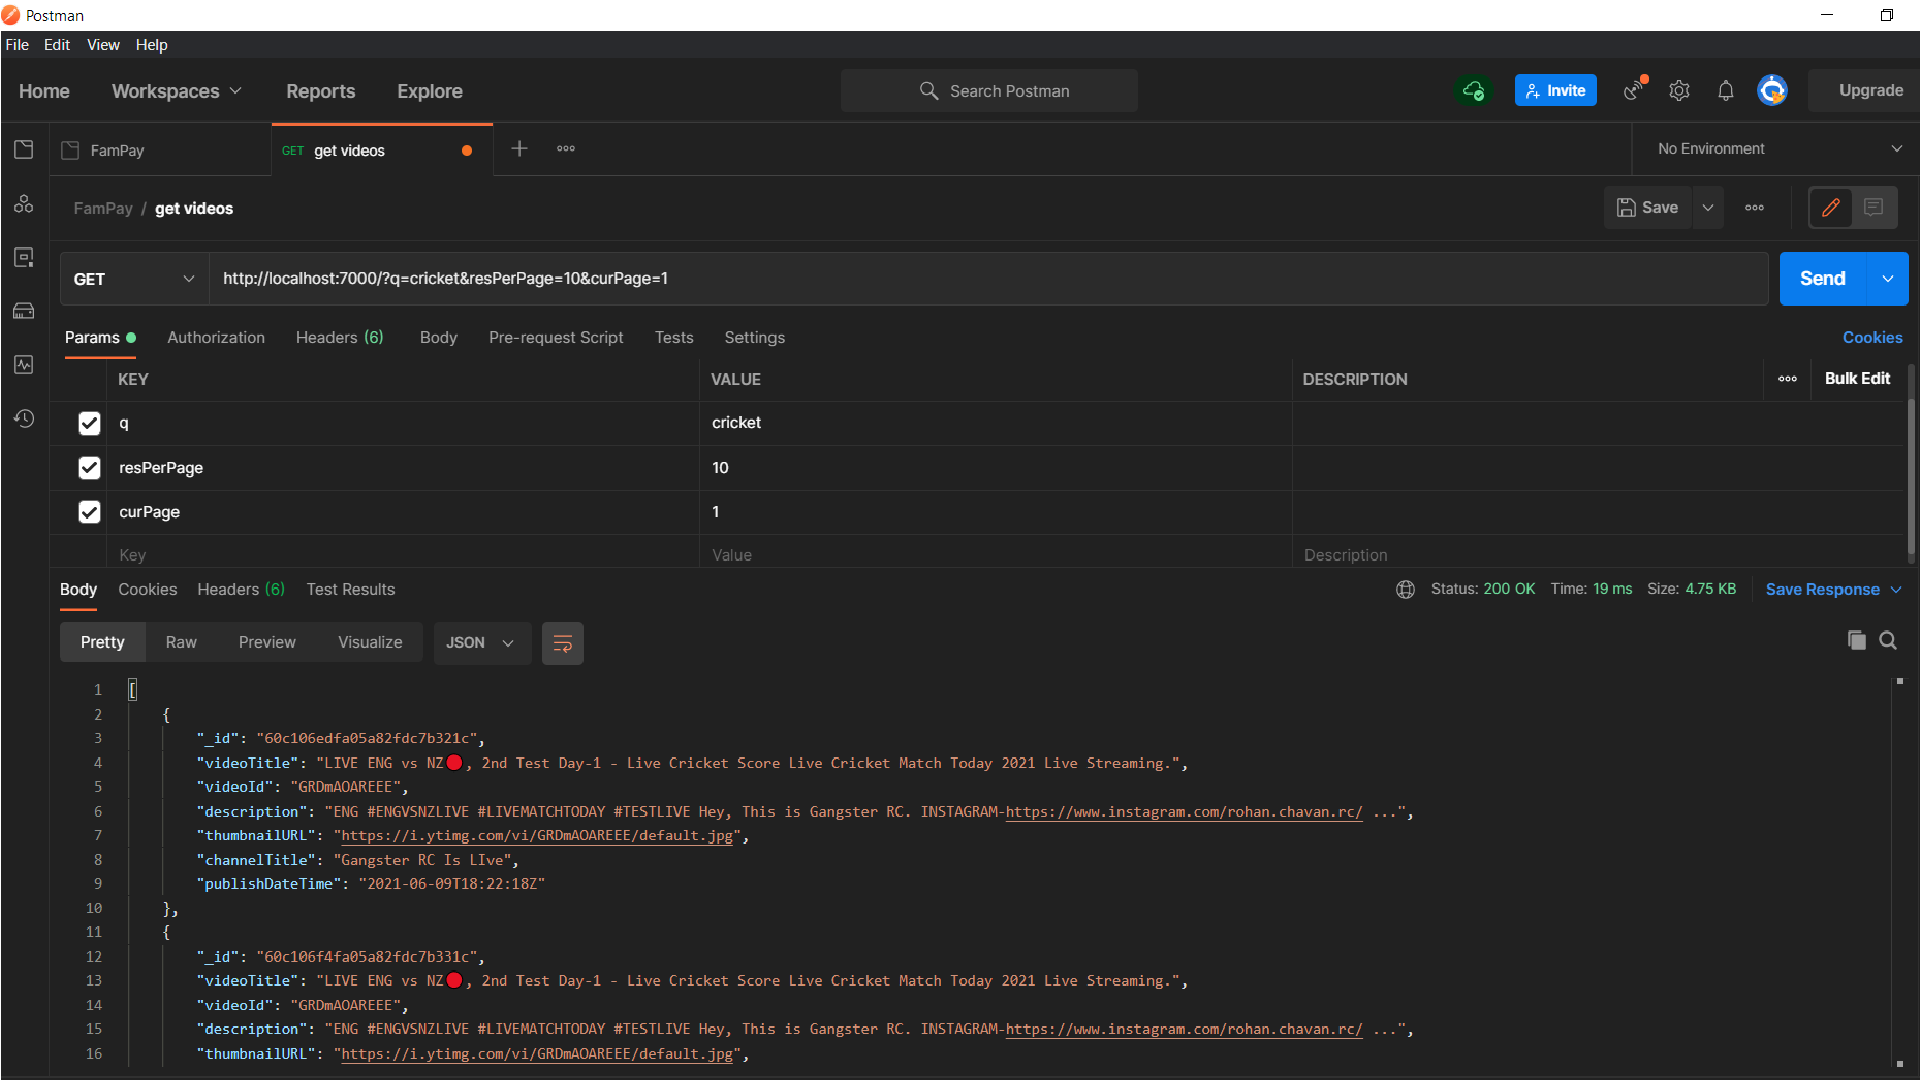 Postman
File Edit View Help
Home Workspaces Reports Explore Search Postman Invite Upgrade
FamPay GET get videos No Environment
FamPay / get videos Save
GET http://localhost:7000/?q=cricket&resPerPage=10&curPage=1 Send
Params Authorization Headers (6) Body Pre-request Script Tests Settings Cookies
KEY VALUE DESCRIPTION Bulk Edit
q cricket
resPerPage 10
curPage 1
Key Value Description
Body Cookies Headers (6) Test Results Status: 200 OK Time: 19 ms Size: 4.75 KB Save Response
Pretty Raw Preview Visualize JSON
1 [
2 {
3 "_id": "60c106edfa05a82fdc7b321c",
4 "videoTitle": "LIVE ENG vs NZ🔴, 2nd Test Day-1 - Live Cricket Score Live Cricket Match Today 2021 Live Streaming.",
5 "videoId": "GRDmAOAREEE",
6 "description": "ENG #ENGVSNZLIVE #LIVEMATCHTODAY #TESTLIVE Hey, This is Gangster RC. INSTAGRAM-https://www.instagram.com/rohan.chavan.rc/ ...",
7 "thumbnailURL": "https://i.ytimg.com/vi/GRDmAOAREEE/default.jpg",
8 "channelTitle": "Gangster RC Is LIve",
9 "publishDateTime": "2021-06-09T18:22:18Z"
10 },
11 {
12 "_id": "60c106f4fa05a82fdc7b331c",
13 "videoTitle": "LIVE ENG vs NZ🔴, 2nd Test Day-1 - Live Cricket Score Live Cricket Match Today 2021 Live Streaming.",
14 "videoId": "GRDmAOAREEE",
15 "description": "ENG #ENGVSNZLIVE #LIVEMATCHTODAY #TESTLIVE Hey, This is Gangster RC. INSTAGRAM-https://www.instagram.com/rohan.chavan.rc/ ...",
16 "thumbnailURL": "https://i.ytimg.com/vi/GRDmAOAREEE/default.jpg",